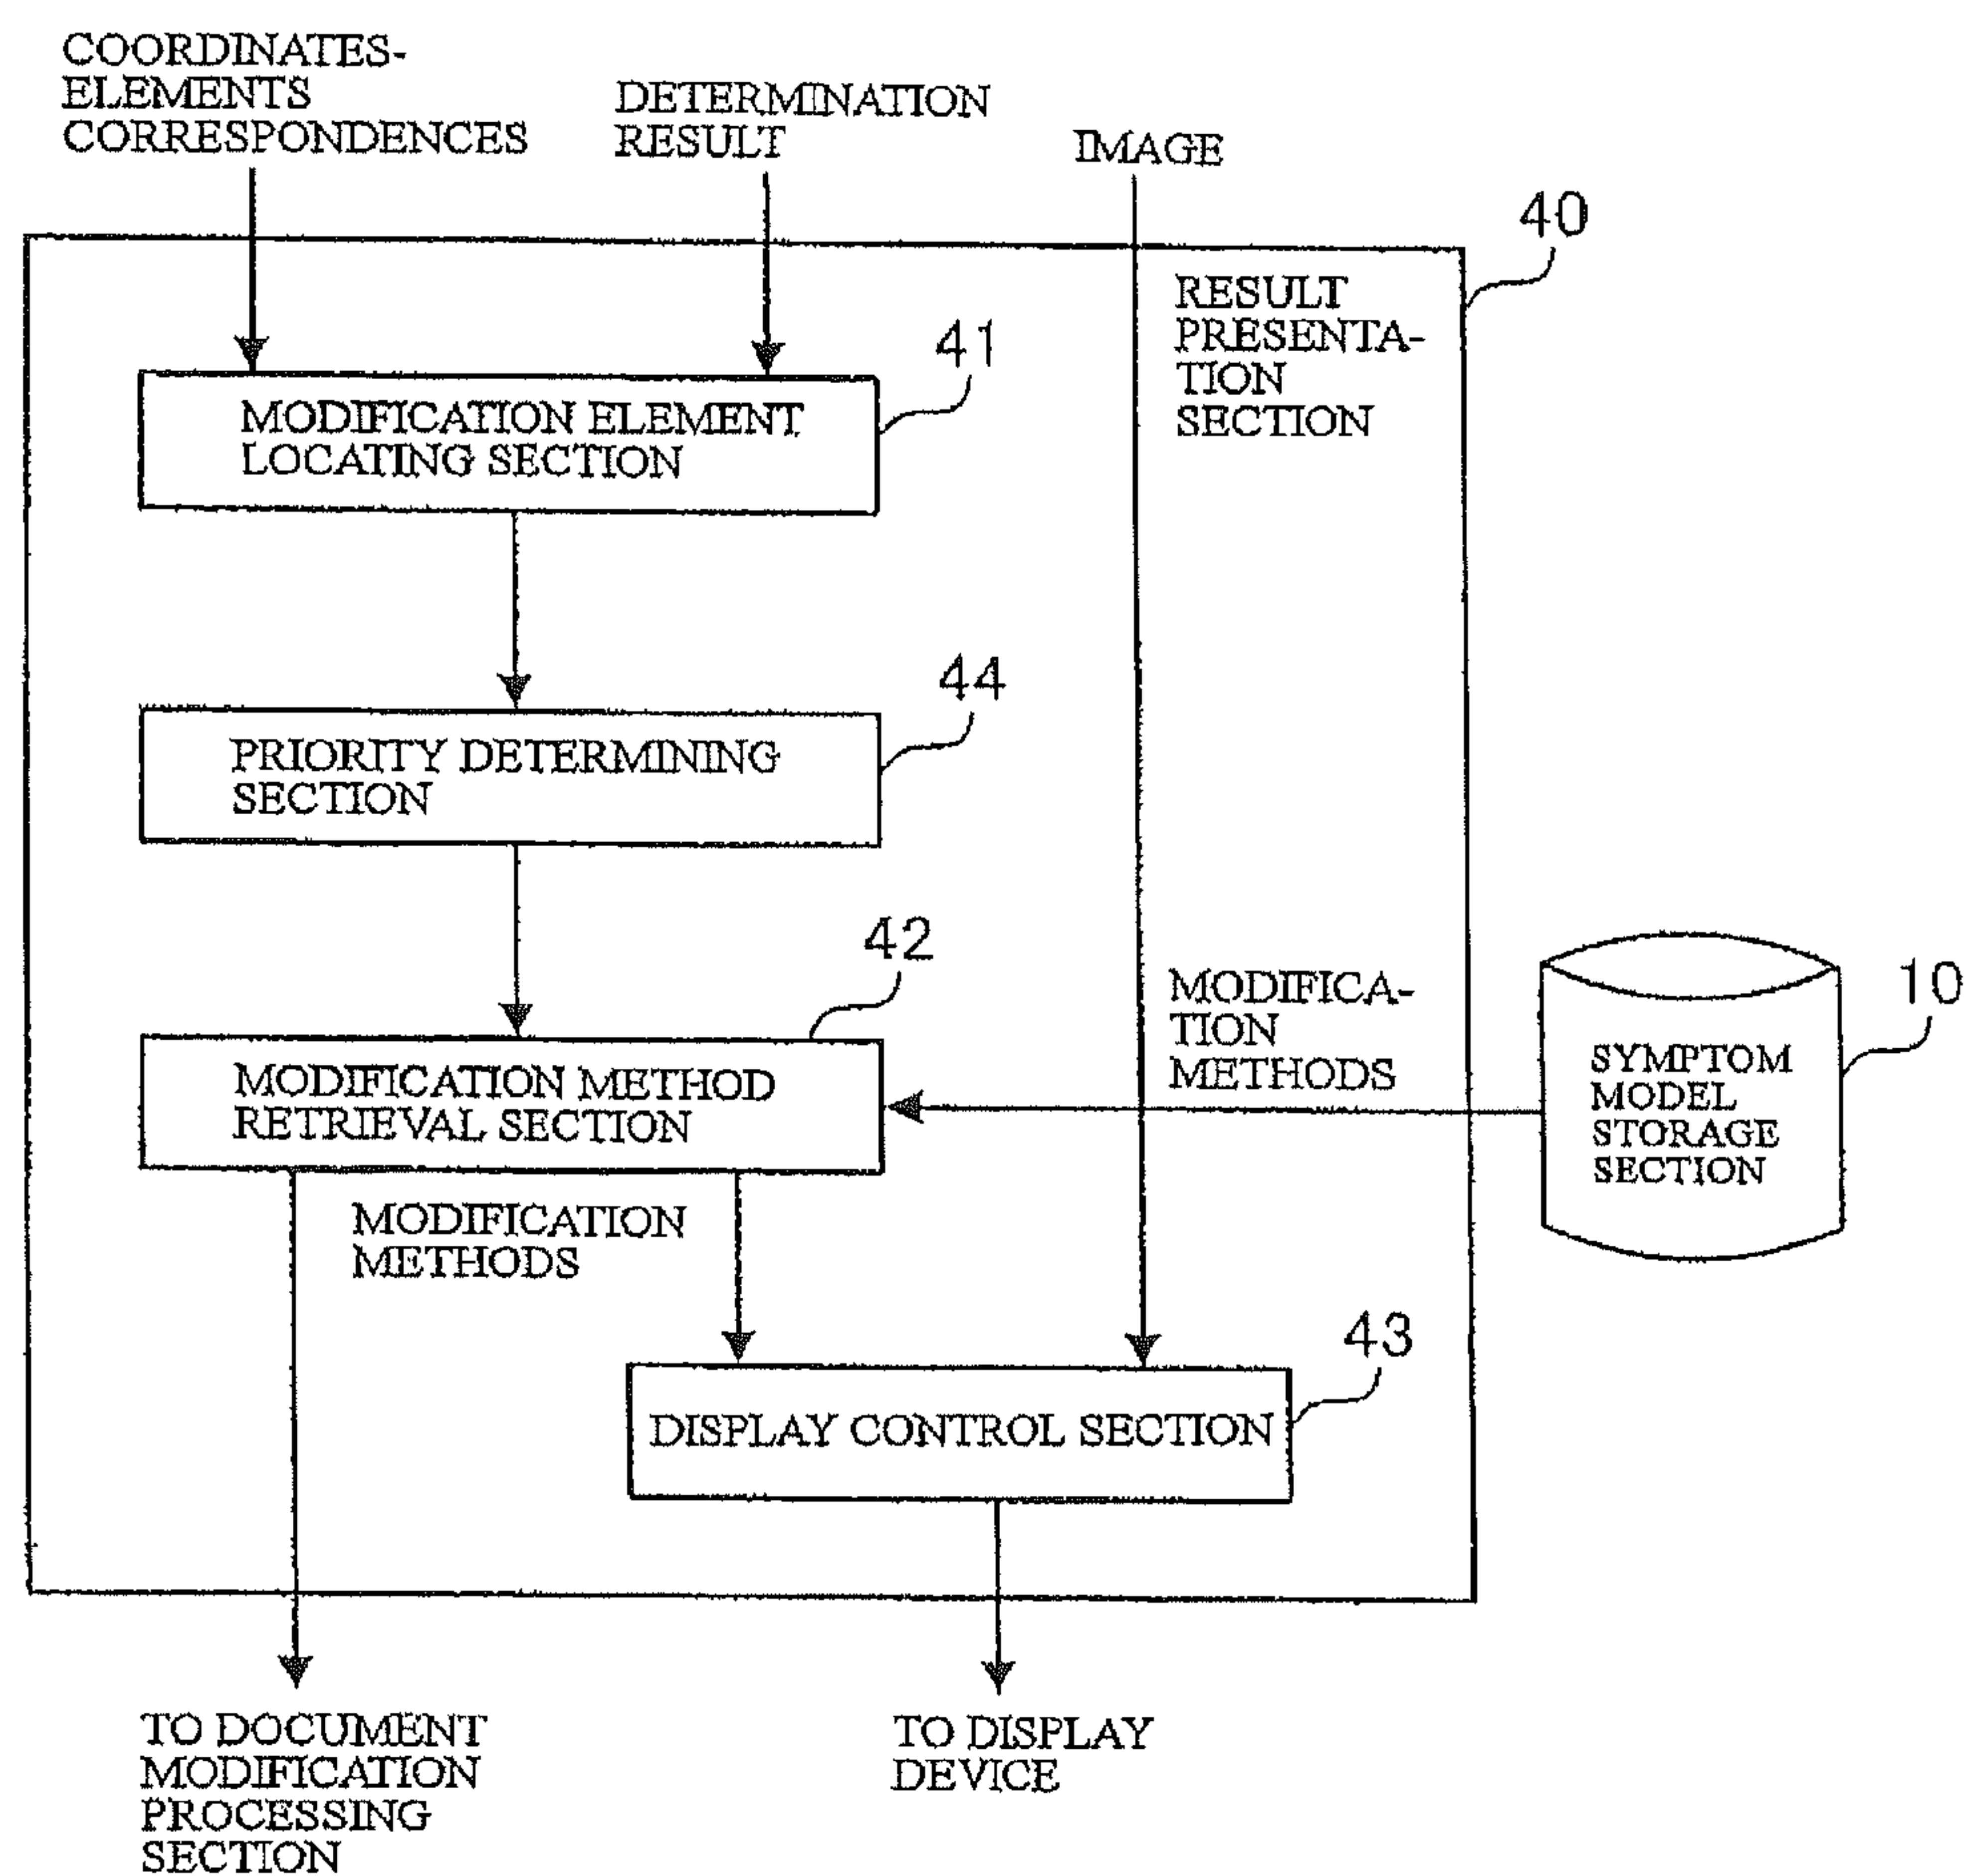 COORDINATES-
ELEMENTS
CORRESPONDENCES
DETERMINATION
RESULT
IMAGE
40
RESULT
PRESENTA-
TION
SECTION
41
MODIFICATION ELEMENT
LOCATING SECTION
44
PRIORITY DETERMINING
SECTION
42
MODIFICATION METHOD
RETRIEVAL SECTION
MODIFICA-
TION
METHODS
10
SYMPTOM
MODEL
STORAGE
SECTION
MODIFICATION
METHODS
43
DISPLAY CONTROL SECTION
TO DOCUMENT
MODIFICATION
PROCESSING
SECTION
TO DISPLAY
DEVICE